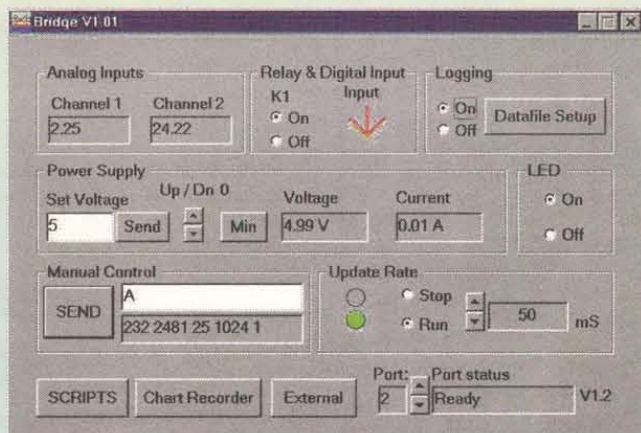 Bridge V1.01
Analog Inputs
Channel 1 Channel 2
2.25 24.22
Relay & Digital Input
K1 Input
On
Off
Logging
On
Off
Datafile Setup
Power Supply
Set Voltage Up / Dn 0 Voltage Current
5 Send Min 4.99 V 0.01 A
LED
On
Off
Manual Control
SEND
A
232 2481 25 1024 1
Update Rate
Stop
Run
50 mS
SCRIPTS Chart Recorder External
Port: Port status
2 Ready V1.2